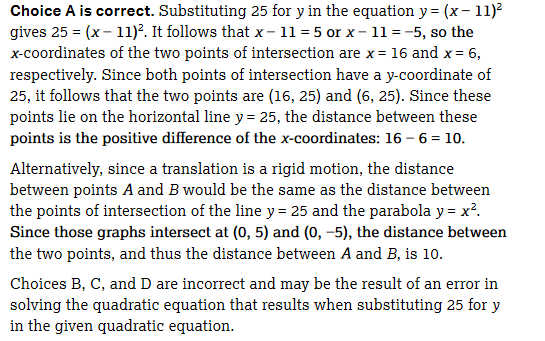 Choice A is correct. Substituting 25 for y in the equation y = (x – 11)²
gives 25 = (x – 11)². It follows that x – 11 = 5 or x – 11 = –5, so the
x-coordinates of the two points of intersection are x = 16 and x = 6,
respectively. Since both points of intersection have a y-coordinate of
25, it follows that the two points are (16, 25) and (6, 25). Since these
points lie on the horizontal line y = 25, the distance between these
points is the positive difference of the x-coordinates: 16 – 6 = 10.
Alternatively, since a translation is a rigid motion, the distance
between points A and B would be the same as the distance between
the points of intersection of the line y = 25 and the parabola y = x².
Since those graphs intersect at (0, 5) and (0, –5), the distance between
the two points, and thus the distance between A and B, is 10.
Choices B, C, and D are incorrect and may be the result of an error in
solving the quadratic equation that results when substituting 25 for y
in the given quadratic equation.